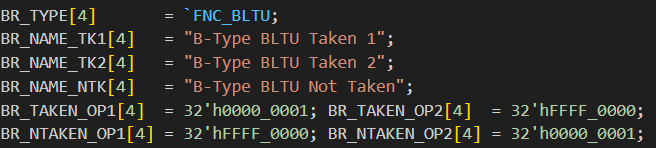 BR_TYPE[4]       = `FNC_BLTU;
BR_NAME_TK1[4]   = "B-Type BLTU Taken 1";
BR_NAME_TK2[4]   = "B-Type BLTU Taken 2";
BR_NAME_NTK[4]   = "B-Type BLTU Not Taken";
BR_TAKEN_OP1[4]  = 32'h0000_0001; BR_TAKEN_OP2[4]  = 32'hFFFF_0000;
BR_NTAKEN_OP1[4] = 32'hFFFF_0000; BR_NTAKEN_OP2[4] = 32'h0000_0001;